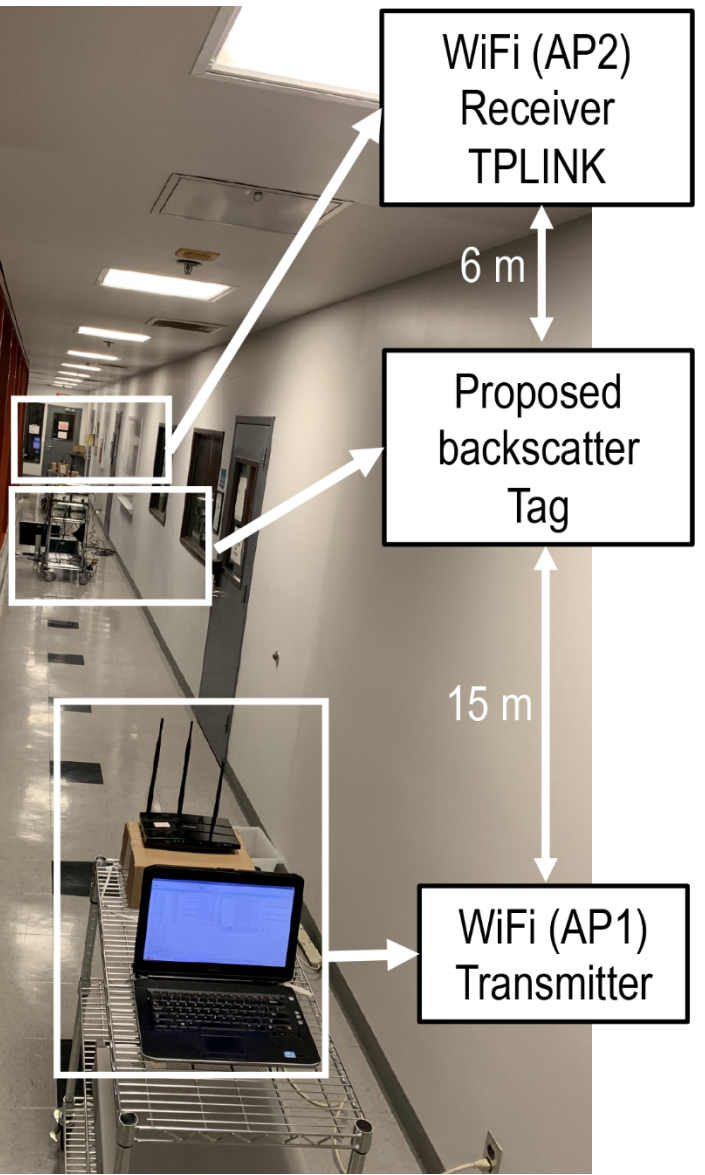 WiFi (AP2)
Receiver
TPLINK
6 m
Proposed
backscatter
Tag
15 m
WiFi (AP1)
Transmitter